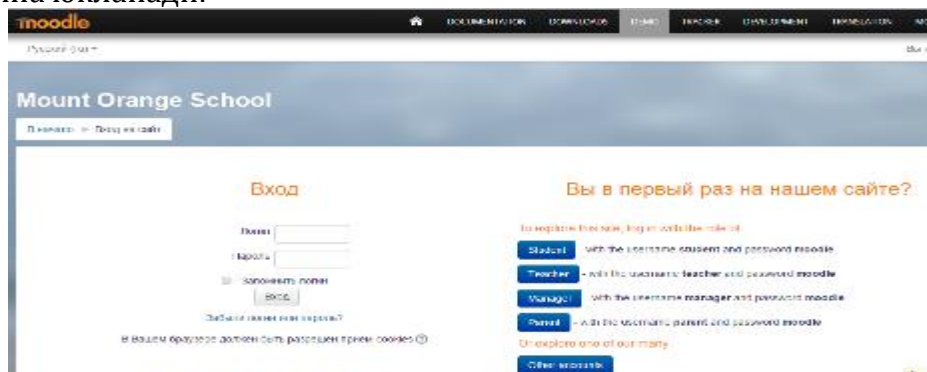 moodle DOCUMENTATION DOWNLOADS DEMO TRACKER DEVELOPMENT TRANSLATION
Русский (ru)
Mount Orange School
В начало ► Вход на сайт
Вход
Логин
Пароль
Запомнить логин
Вход
Забыли логин или пароль?
В Вашем браузере должен быть разрешен прием cookies
Вы в первый раз на нашем сайте?
To explore this site, log in with the role of
Student with the username student and password moodle
Teacher - with the username teacher and password moodle
Manager with the username manager and password moodle
Parent - with the username parent and password moodle
Or explore one of our many
Other accounts